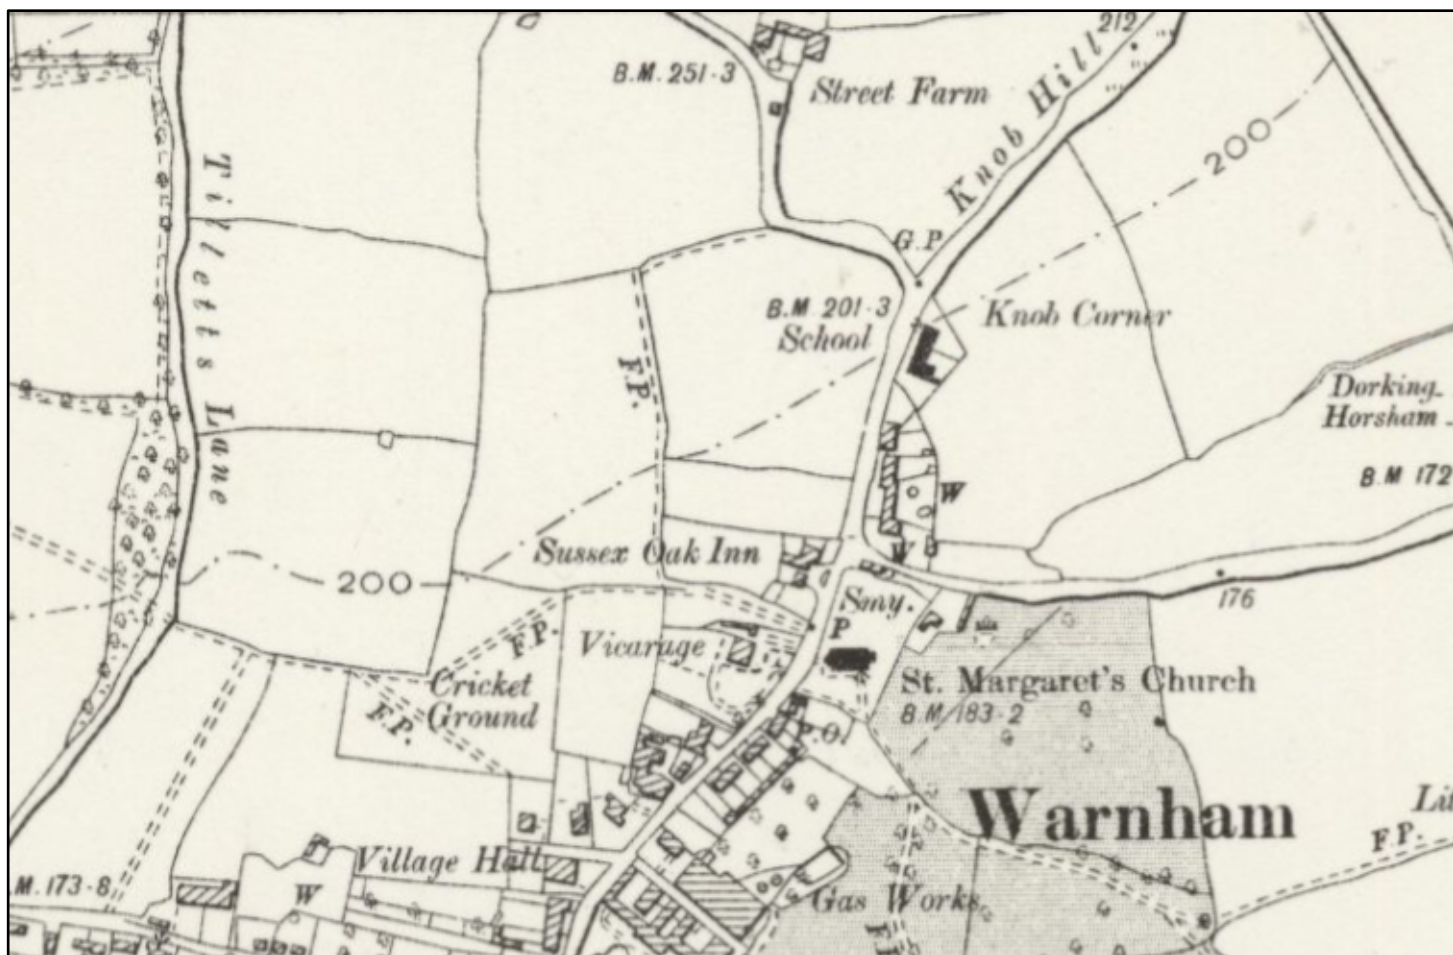 212
B.M. 251·3
Street Farm
Knob Hill
200
Tilletts Lane
G.P.
B.M. 201·3
School
Knob Corner
F.P.
Dorking
Horsham
B.M. 172
W
W
Sussex Oak Inn
200
Smy.
176
P
F.P.
Vicarage
Cricket
Ground
F.P.
St. Margaret's Church
B.M. 183·2
P.O.
Warnham
F.P.
Village Hall
.M. 173·8
W
Gas Works